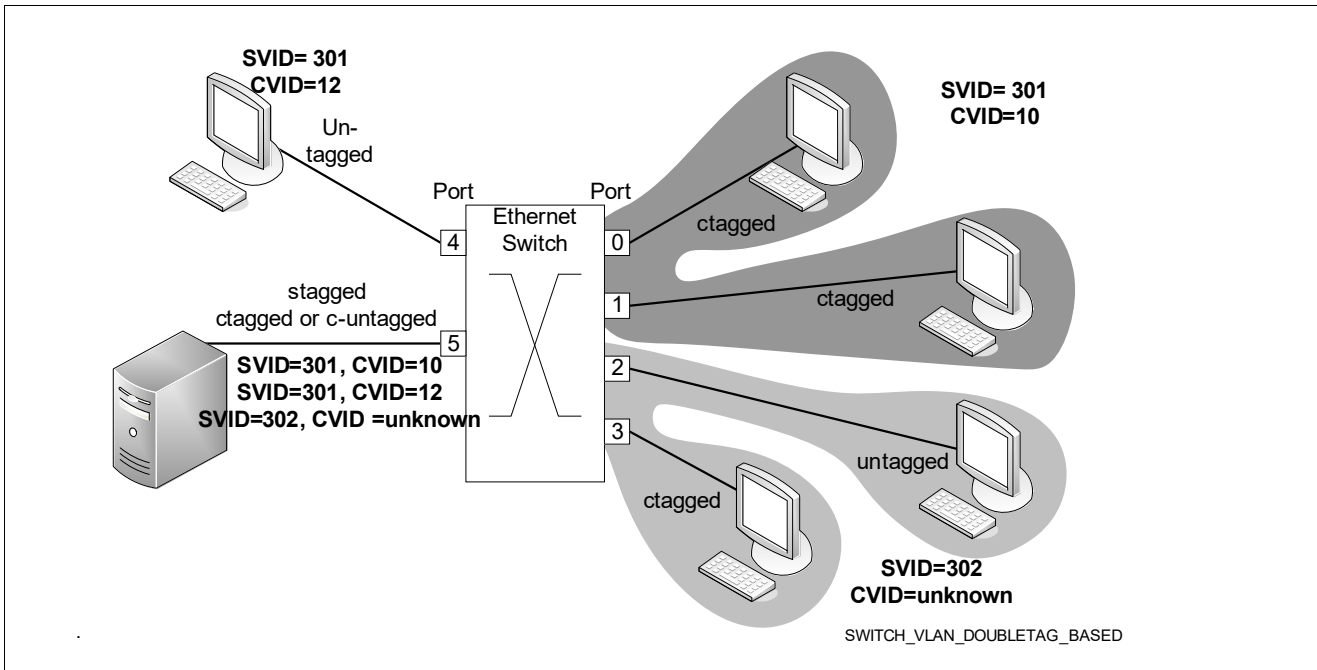 SVID= 301
CVID=12
Un-
tagged
Port
Port
Ethernet
Switch
4
0
1
5
2
3
SVID= 301
CVID=10
ctagged
ctagged
stagged
ctagged or c-untagged
SVID=301, CVID=10
SVID=301, CVID=12
SVID=302, CVID =unknown
untagged
ctagged
SVID=302
CVID=unknown
.
SWITCH_VLAN_DOUBLETAG_BASED